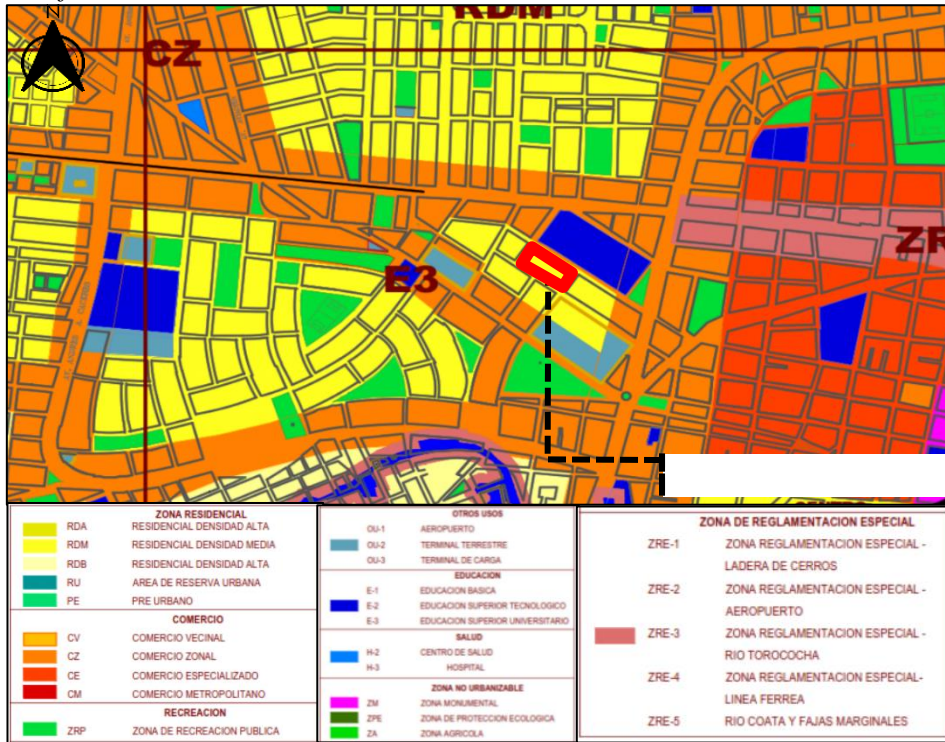 RDM
CZ
E3
ZONA RESIDENCIAL
RDA RESIDENCIAL DENSIDAD ALTA
RDM RESIDENCIAL DENSIDAD MEDIA
RDB RESIDENCIAL DENSIDAD ALTA
RU AREA DE RESERVA URBANA
PE PRE URBANO
COMERCIO
CV COMERCIO VECINAL
CZ COMERCIO ZONAL
CE COMERCIO ESPECIALIZADO
CM COMERCIO METROPOLITANO
RECREACION
ZRP ZONA DE RECREACION PUBLICA
OTROS USOS
OU-1 AEROPUERTO
OU-2 TERMINAL TERRESTRE
OU-3 TERMINAL DE CARGA
EDUCACION
E-1 EDUCACION BASICA
E-2 EDUCACION SUPERIOR TECNOLOGICO
E-3 EDUCACION SUPERIOR UNIVERSITARIO
SALUD
H-2 CENTRO DE SALUD
H-3 HOSPITAL
ZONA NO URBANIZABLE
ZM ZONA MONUMENTAL
ZPE ZONA DE PROTECCION ECOLOGICA
ZA ZONA AGRICOLA
ZONA DE REGLAMENTACION ESPECIAL
ZRE-1 ZONA REGLAMENTACION ESPECIAL -
LADERA DE CERROS
ZRE-2 ZONA REGLAMENTACION ESPECIAL -
AEROPUERTO
ZRE-3 ZONA REGLAMENTACION ESPECIAL -
RIO TOROCOCHA
ZRE-4 ZONA REGLAMENTACION ESPECIAL-
LINEA FERREA
ZRE-5 RIO COATA Y FAJAS MARGINALES